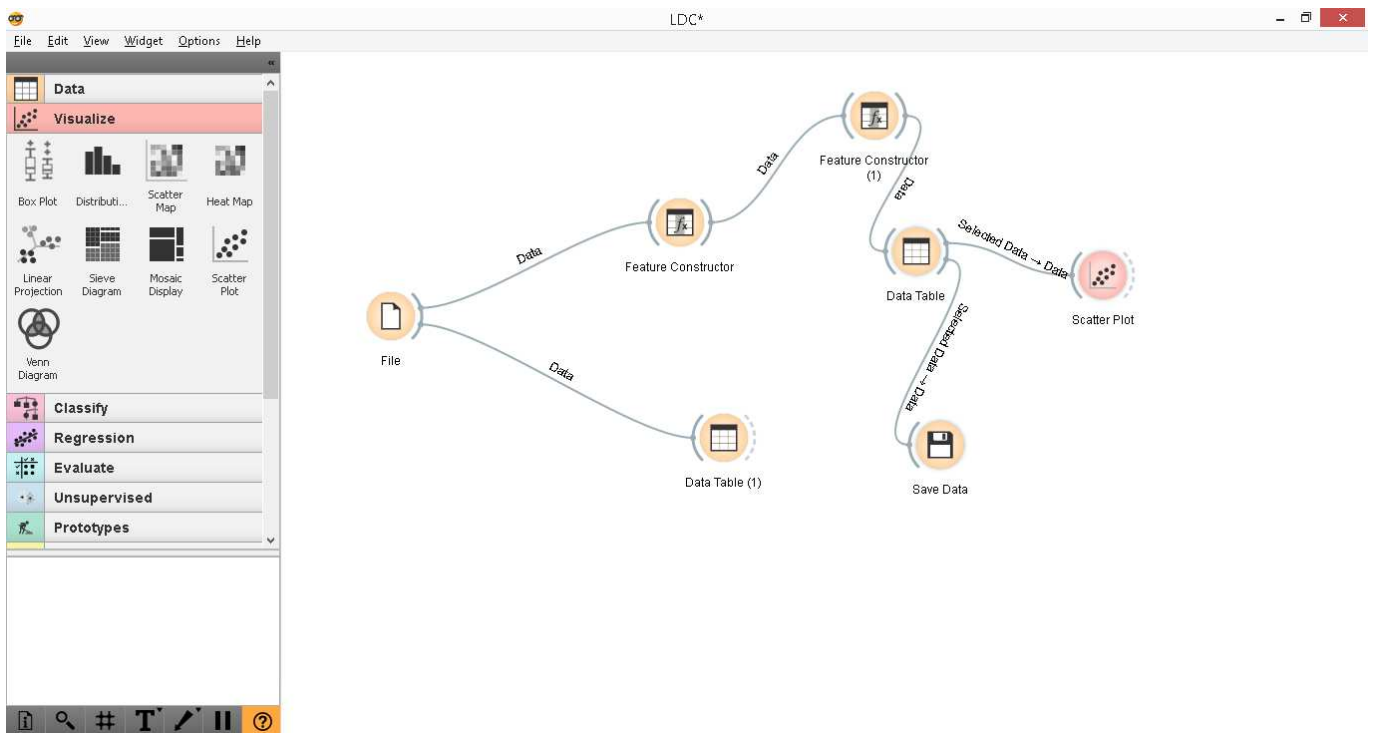 LDC*
File Edit View Widget Options Help
Data
Visualize
Box Plot
Distributi...
Scatter
Map
Heat Map
Linear
Projection
Sieve
Diagram
Mosaic
Display
Scatter
Plot
Venn
Diagram
Classify
Regression
Evaluate
Unsupervised
Prototypes
File
Data
Feature Constructor
Data
Feature Constructor
(1)
Data
Data Table
Selected Data → Data
Scatter Plot
Selected Data → Data
Save Data
Data
Data Table (1)